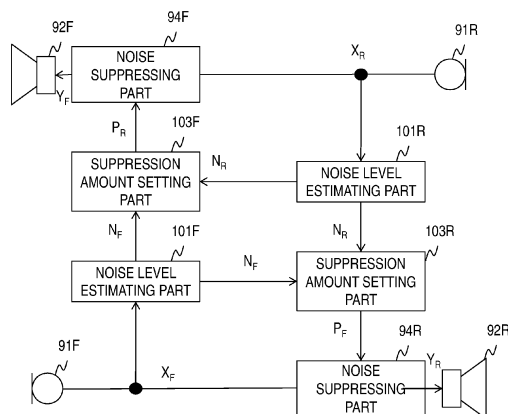 94F
92F
NOISE
SUPPRESSING
PART
X_R
91R
Y_F
P_R
103F
SUPPRESSION
AMOUNT SETTING
PART
N_R
101R
NOISE LEVEL
ESTIMATING PART
N_F
101F
N_R
103R
NOISE LEVEL
ESTIMATING PART
N_F
SUPPRESSION
AMOUNT SETTING
PART
91F
P_F
94R
92R
X_F
NOISE
SUPPRESSING
PART
Y_R